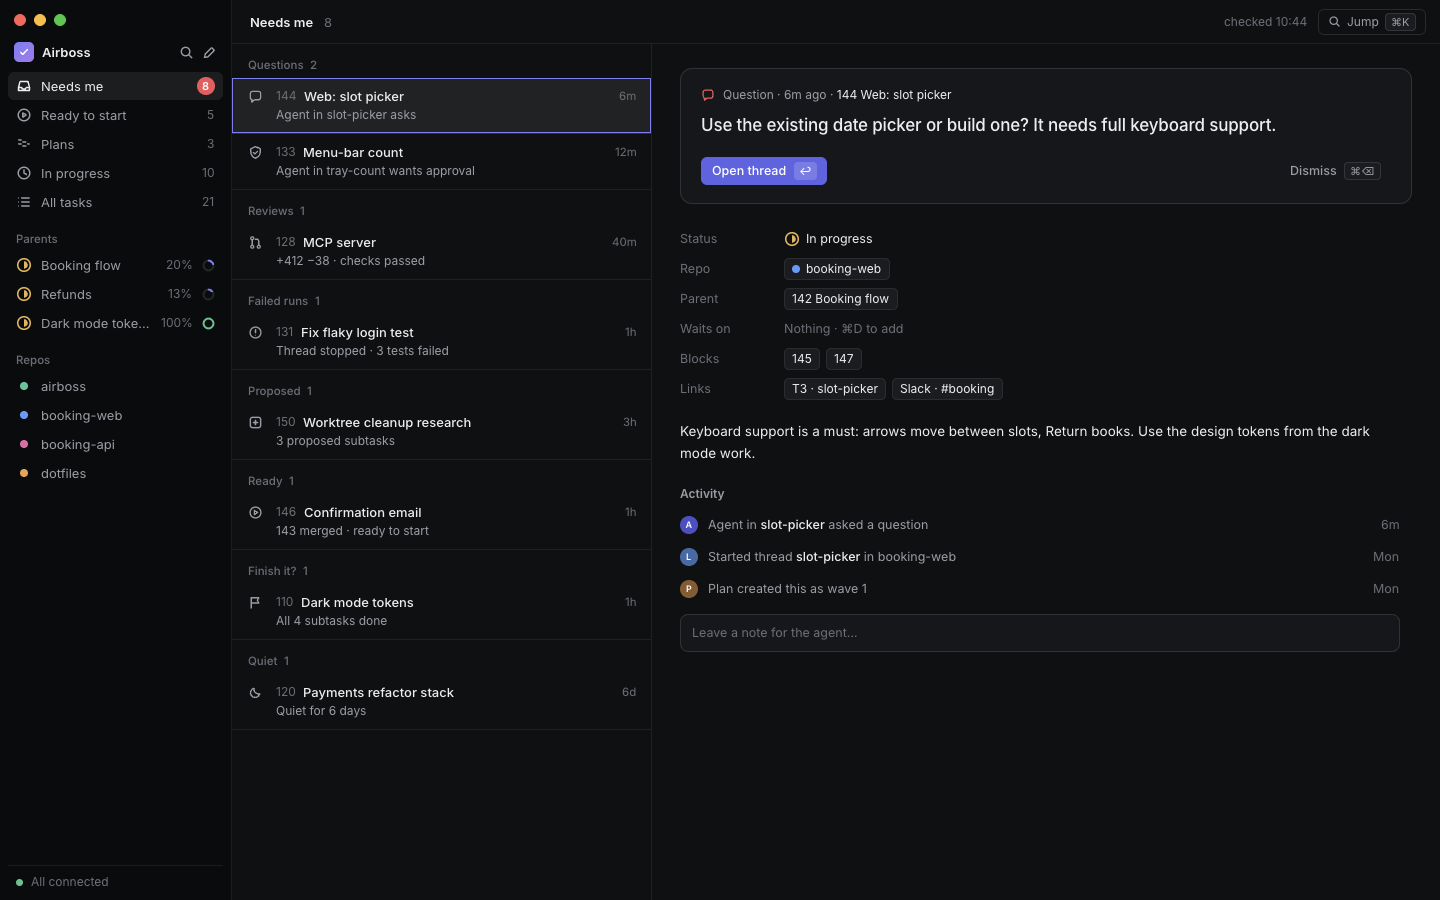 Airboss
Needs me 8
Ready to start 5
Plans 3
In progress 10
All tasks 21
Parents
Booking flow 20%
Refunds 13%
Dark mode toke... 100%
Repos
airboss
booking-web
booking-api
dotfiles
All connected
Needs me 8
checked 10:44
Jump ⌘K
Questions 2
144 Web: slot picker 6m
Agent in slot-picker asks
133 Menu-bar count 12m
Agent in tray-count wants approval
Reviews 1
128 MCP server 40m
+412 −38 · checks passed
Failed runs 1
131 Fix flaky login test 1h
Thread stopped · 3 tests failed
Proposed 1
150 Worktree cleanup research 3h
3 proposed subtasks
Ready 1
146 Confirmation email 1h
143 merged · ready to start
Finish it? 1
110 Dark mode tokens 1h
All 4 subtasks done
Quiet 1
120 Payments refactor stack 6d
Quiet for 6 days
Question · 6m ago · 144 Web: slot picker
Use the existing date picker or build one? It needs full keyboard support.
Open thread ↩
Dismiss ⌘⌫
Status In progress
Repo booking-web
Parent 142 Booking flow
Waits on Nothing · ⌘D to add
Blocks 145 147
Links T3 · slot-picker Slack · #booking
Keyboard support is a must: arrows move between slots, Return books. Use the design tokens from the dark
mode work.
Activity
A Agent in slot-picker asked a question 6m
L Started thread slot-picker in booking-web Mon
P Plan created this as wave 1 Mon
Leave a note for the agent...